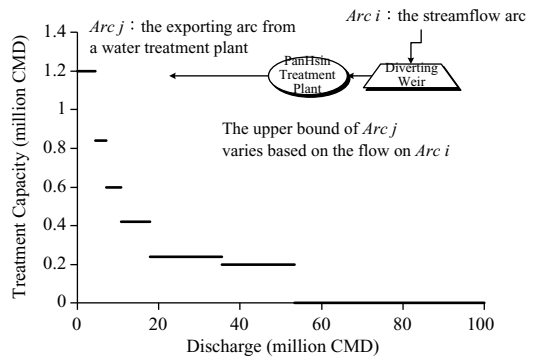 Arc i：the streamflow arc
Arc j：the exporting arc from
a water treatment plant
PanHsin
Treatment
Plant
Diverting
Weir
The upper bound of Arc j
varies based on the flow on Arc i
Treatment Capacity (million CMD)
1.4
1.2
1
0.8
0.6
0.4
0.2
0
0
20
40
60
80
100
Discharge (million CMD)